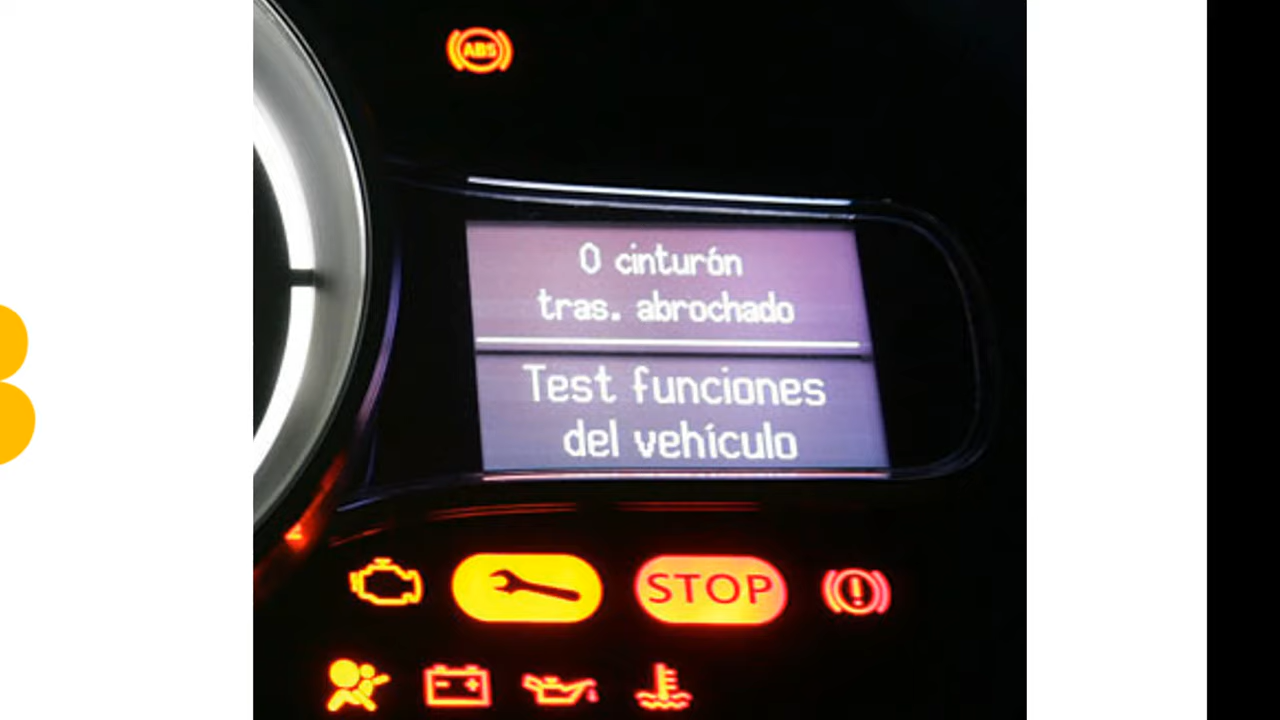 ABS
0 cinturón
tras. abrochado
Test funciones
del vehículo
STOP